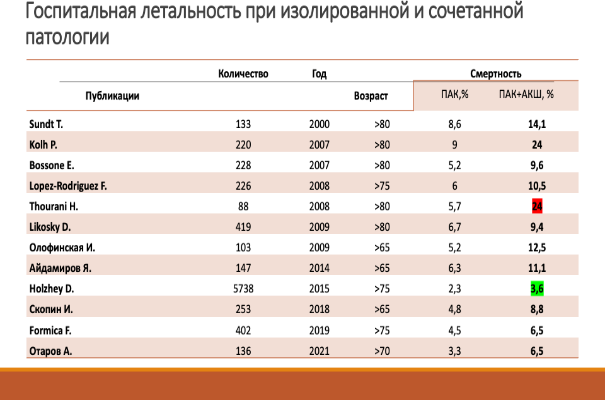 Госпитальная летальность при изолированной и сочетанной
патологии
Количество Год Смертность
Публикации Возраст ПАК,% ПАК+АКШ, %
Sundt T. 133 2000 >80 8,6 14,1
Kolh P. 220 2007 >80 9 24
Bossone E. 228 2007 >80 5,2 9,6
Lopez-Rodriguez F. 226 2008 >75 6 10,5
Thourani H. 88 2008 >80 5,7 24
Likosky D. 419 2009 >80 6,7 9,4
Олофинская И. 103 2009 >65 5,2 12,5
Айдамиров Я. 147 2014 >65 6,3 11,1
Holzhey D. 5738 2015 >75 2,3 3,6
Скопин И. 253 2018 >65 4,8 8,8
Formica F. 402 2019 >75 4,5 6,5
Отаров А. 136 2021 >70 3,3 6,5